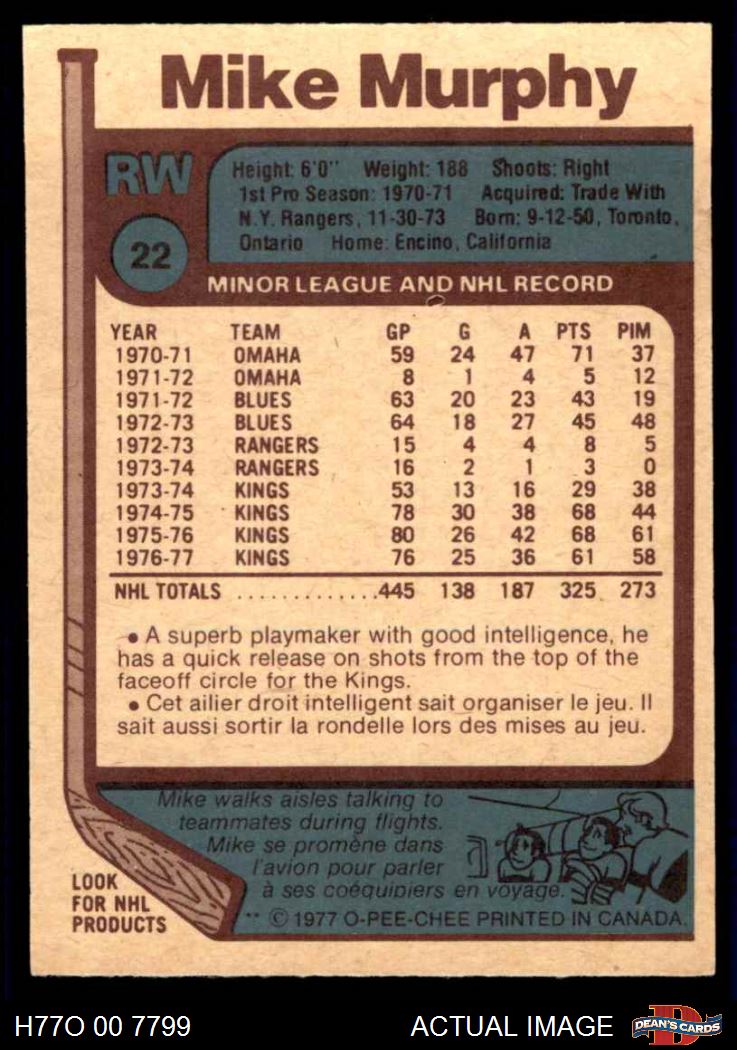 Mike Murphy
RW
22
Height: 6'0" Weight: 188 Shoots: Right
1st Pro Season: 1970-71 Acquired: Trade With
N.Y. Rangers, 11-30-73 Born: 9-12-50, Toronto,
Ontario Home: Encino, California
MINOR LEAGUE AND NHL RECORD
YEAR TEAM GP G A PTS PIM
1970-71 OMAHA 59 24 47 71 37
1971-72 OMAHA 8 1 4 5 12
1971-72 BLUES 63 20 23 43 19
1972-73 BLUES 64 18 27 45 48
1972-73 RANGERS 15 4 4 8 5
1973-74 RANGERS 16 2 1 3 0
1973-74 KINGS 53 13 16 29 38
1974-75 KINGS 78 30 38 68 44
1975-76 KINGS 80 26 42 68 61
1976-77 KINGS 76 25 36 61 58
NHL TOTALS .............445 138 187 325 273
• A superb playmaker with good intelligence, he
has a quick release on shots from the top of the
faceoff circle for the Kings.
• Cet ailier droit intelligent sait organiser le jeu. Il
sait aussi sortir la rondelle lors des mises au jeu.
Mike walks aisles talking to
teammates during flights.
Mike se promène dans
l'avion pour parler
à ses coéquipiers en voyage.
LOOK
FOR NHL
PRODUCTS
** © 1977 O-PEE-CHEE PRINTED IN CANADA.
H77O 00 7799
ACTUAL IMAGE
D
DEAN'S CARDS